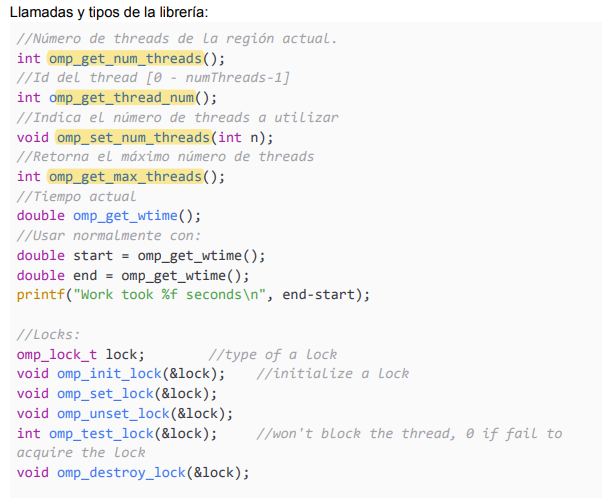 Llamadas y tipos de la librería:
//Número de threads de la región actual.
int omp_get_num_threads();
//Id del thread [0 - numThreads-1]
int omp_get_thread_num();
//Indica el número de threads a utilizar
void omp_set_num_threads(int n);
//Retorna el máximo número de threads
int omp_get_max_threads();
//Tiempo actual
double omp_get_wtime();
//Usar normalmente con:
double start = omp_get_wtime();
double end = omp_get_wtime();
printf("Work took %f seconds\n", end-start);
//Locks:
omp_lock_t lock;        //type of a lock
void omp_init_lock(&lock);    //initialize a lock
void omp_set_lock(&lock);
void omp_unset_lock(&lock);
int omp_test_lock(&lock);     //won't block the thread, 0 if fail to
acquire the lock
void omp_destroy_lock(&lock);